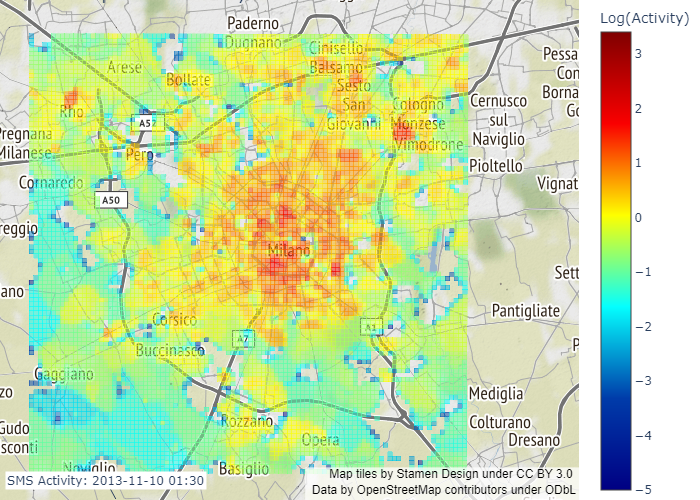 Log(Activity)
3
2
1
0
−1
−2
−3
−4
−5
Paderno
Dugnano
Cinisello
Balsamo
Sesto
San
Giovanni
Arese
Bollate
Rho
A52
Pero
Pregnana
Milanese
Cornaredo
A50
reggio
Cologno
Monzese
Vimodrone
Cernusco
sul
Naviglio
Pioltello
Pessa
Con
Borna
Go
Vignat
Milano
ano
Sett
Pantigliate
P
Corsico
A7
A1
Buccinasco
Gaggiano
zo
Gudo
sconti
Rozzano
Opera
Mediglia
Colturano
Dresano
Noviglio
Basiglio
SMS Activity: 2013-11-10 01:30
Map tiles by Stamen Design under CC BY 3.0
Data by OpenStreetMap contributors under ODbL